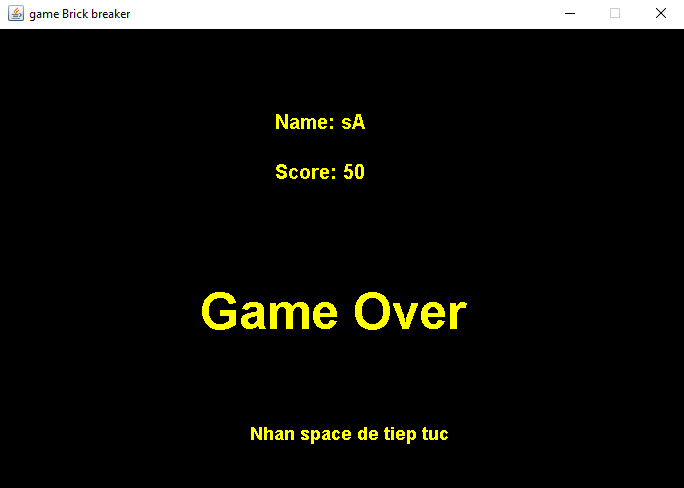 game Brick breaker
Name: sA
Score: 50
Game Over
Nhan space de tiep tuc